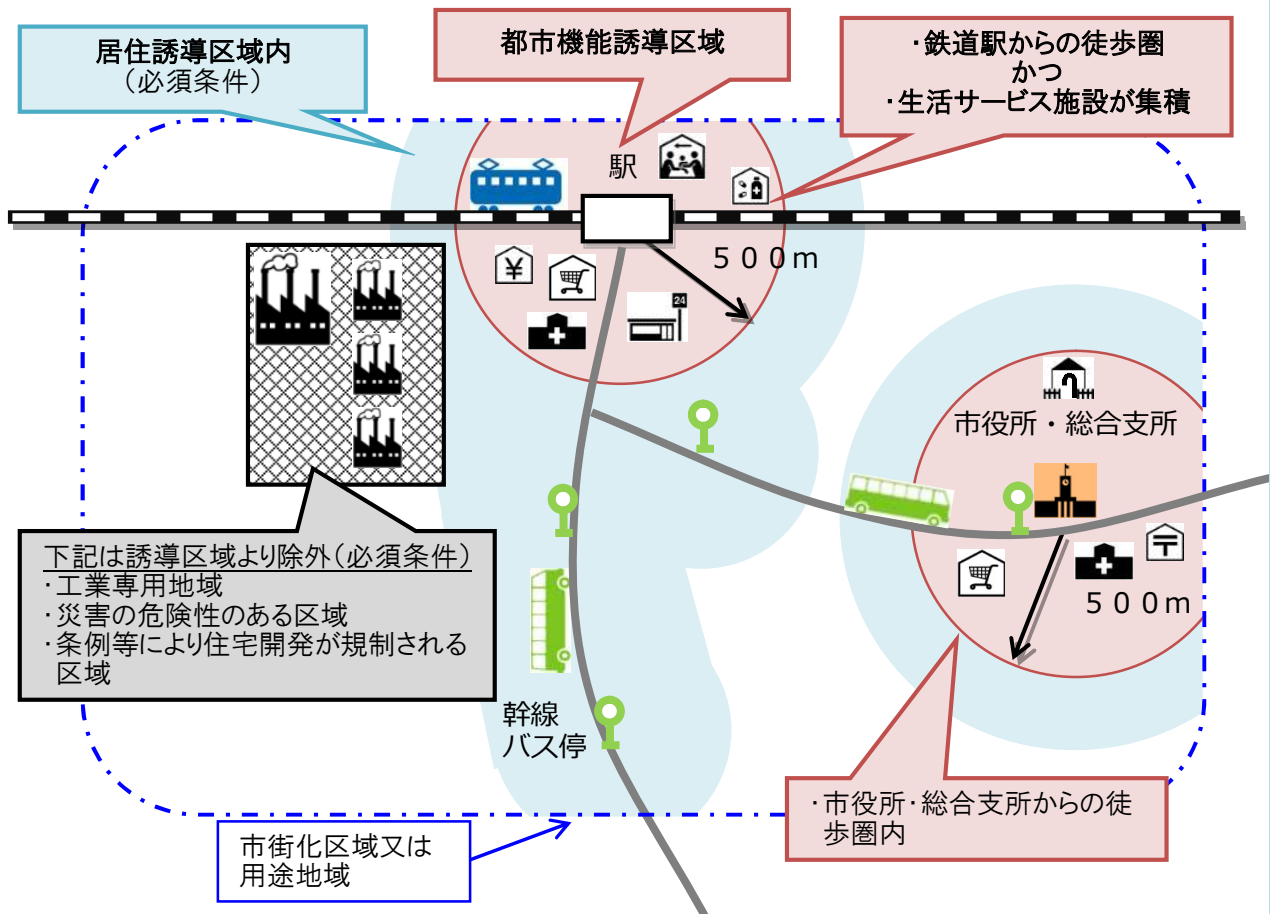 居住誘導区域内
(必須条件)
都市機能誘導区域
・鉄道駅からの徒歩圏
かつ
・生活サービス施設が集積
駅
¥
24
500m
市役所・総合支所
〒
500m
下記は誘導区域より除外(必須条件)
・工業専用地域
・災害の危険性のある区域
・条例等により住宅開発が規制される
区域
幹線
バス停
・市役所・総合支所からの徒
歩圏内
市街化区域又は
用途地域